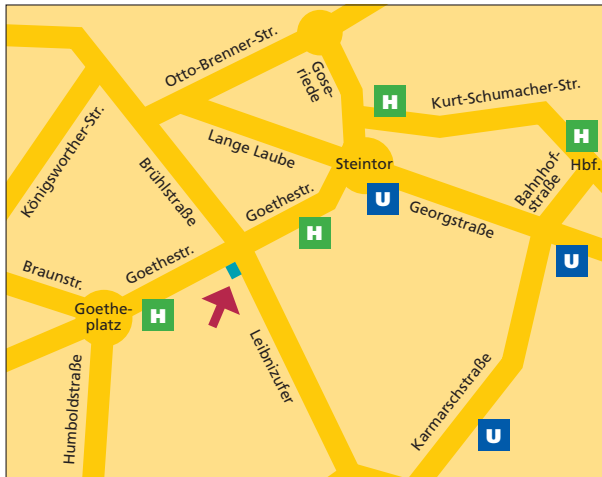 Otto-Brenner-Str.
Gose-
riede
H
Kurt-Schumacher-Str.
Königsworther-Str.
Brühlstraße
Lange Laube
Steintor
H
Hbf.
Bahnhof-
straße
U
Georgstraße
Goethestr.
H
U
Braunstr.
Goethestr.
Goethe-
platz
H
Leibnizufer
Humboldtstraße
Karmarschstraße
U